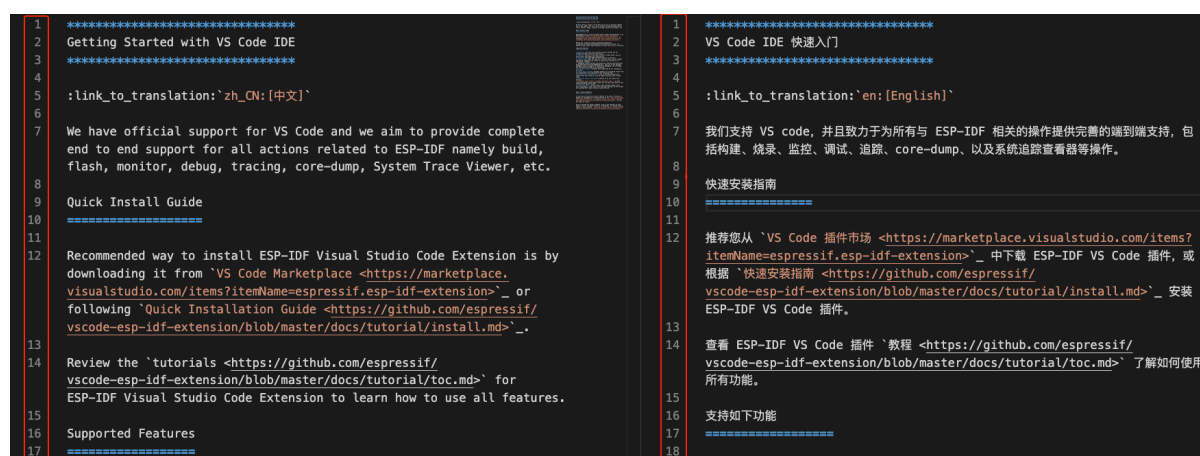 1 ********************************
2 Getting Started with VS Code IDE
3 ********************************
4
5 :link_to_translation:`zh_CN:[中文]`
6
7 We have official support for VS Code and we aim to provide complete
end to end support for all actions related to ESP-IDF namely build,
flash, monitor, debug, tracing, core-dump, System Trace Viewer, etc.
8
9 Quick Install Guide
10 ===================
11
12 Recommended way to install ESP-IDF Visual Studio Code Extension is by
downloading it from `VS Code Marketplace <https://marketplace.
visualstudio.com/items?itemName=espressif.esp-idf-extension>`_ or
following `Quick Installation Guide <https://github.com/espressif/
vscode-esp-idf-extension/blob/master/docs/tutorial/install.md>`_.
13
14 Review the `tutorials <https://github.com/espressif/
vscode-esp-idf-extension/blob/master/docs/tutorial/toc.md>` for
ESP-IDF Visual Studio Code Extension to learn how to use all features.
15
16 Supported Features
17 ==================
1 ********************************
2 VS Code IDE 快速入门
3 ********************************
4
5 :link_to_translation:`en:[English]`
6
7 我们支持 VS code，并且致力于为所有与 ESP-IDF 相关的操作提供完善的端到端支持，包
括构建、烧录、监控、调试、追踪、core-dump、以及系统追踪查看器等操作。
8
9 快速安装指南
10 ===============
11
12 推荐您从 `VS Code 插件市场 <https://marketplace.visualstudio.com/items?
itemName=espressif.esp-idf-extension>`_ 中下载 ESP-IDF VS Code 插件，或
根据 `快速安装指南 <https://github.com/espressif/
vscode-esp-idf-extension/blob/master/docs/tutorial/install.md>`_ 安装
ESP-IDF VS Code 插件。
13
14 查看 ESP-IDF VS Code 插件 `教程 <https://github.com/espressif/
vscode-esp-idf-extension/blob/master/docs/tutorial/toc.md>` 了解如何使用
所有功能。
15
16 支持如下功能
17 ==================
18